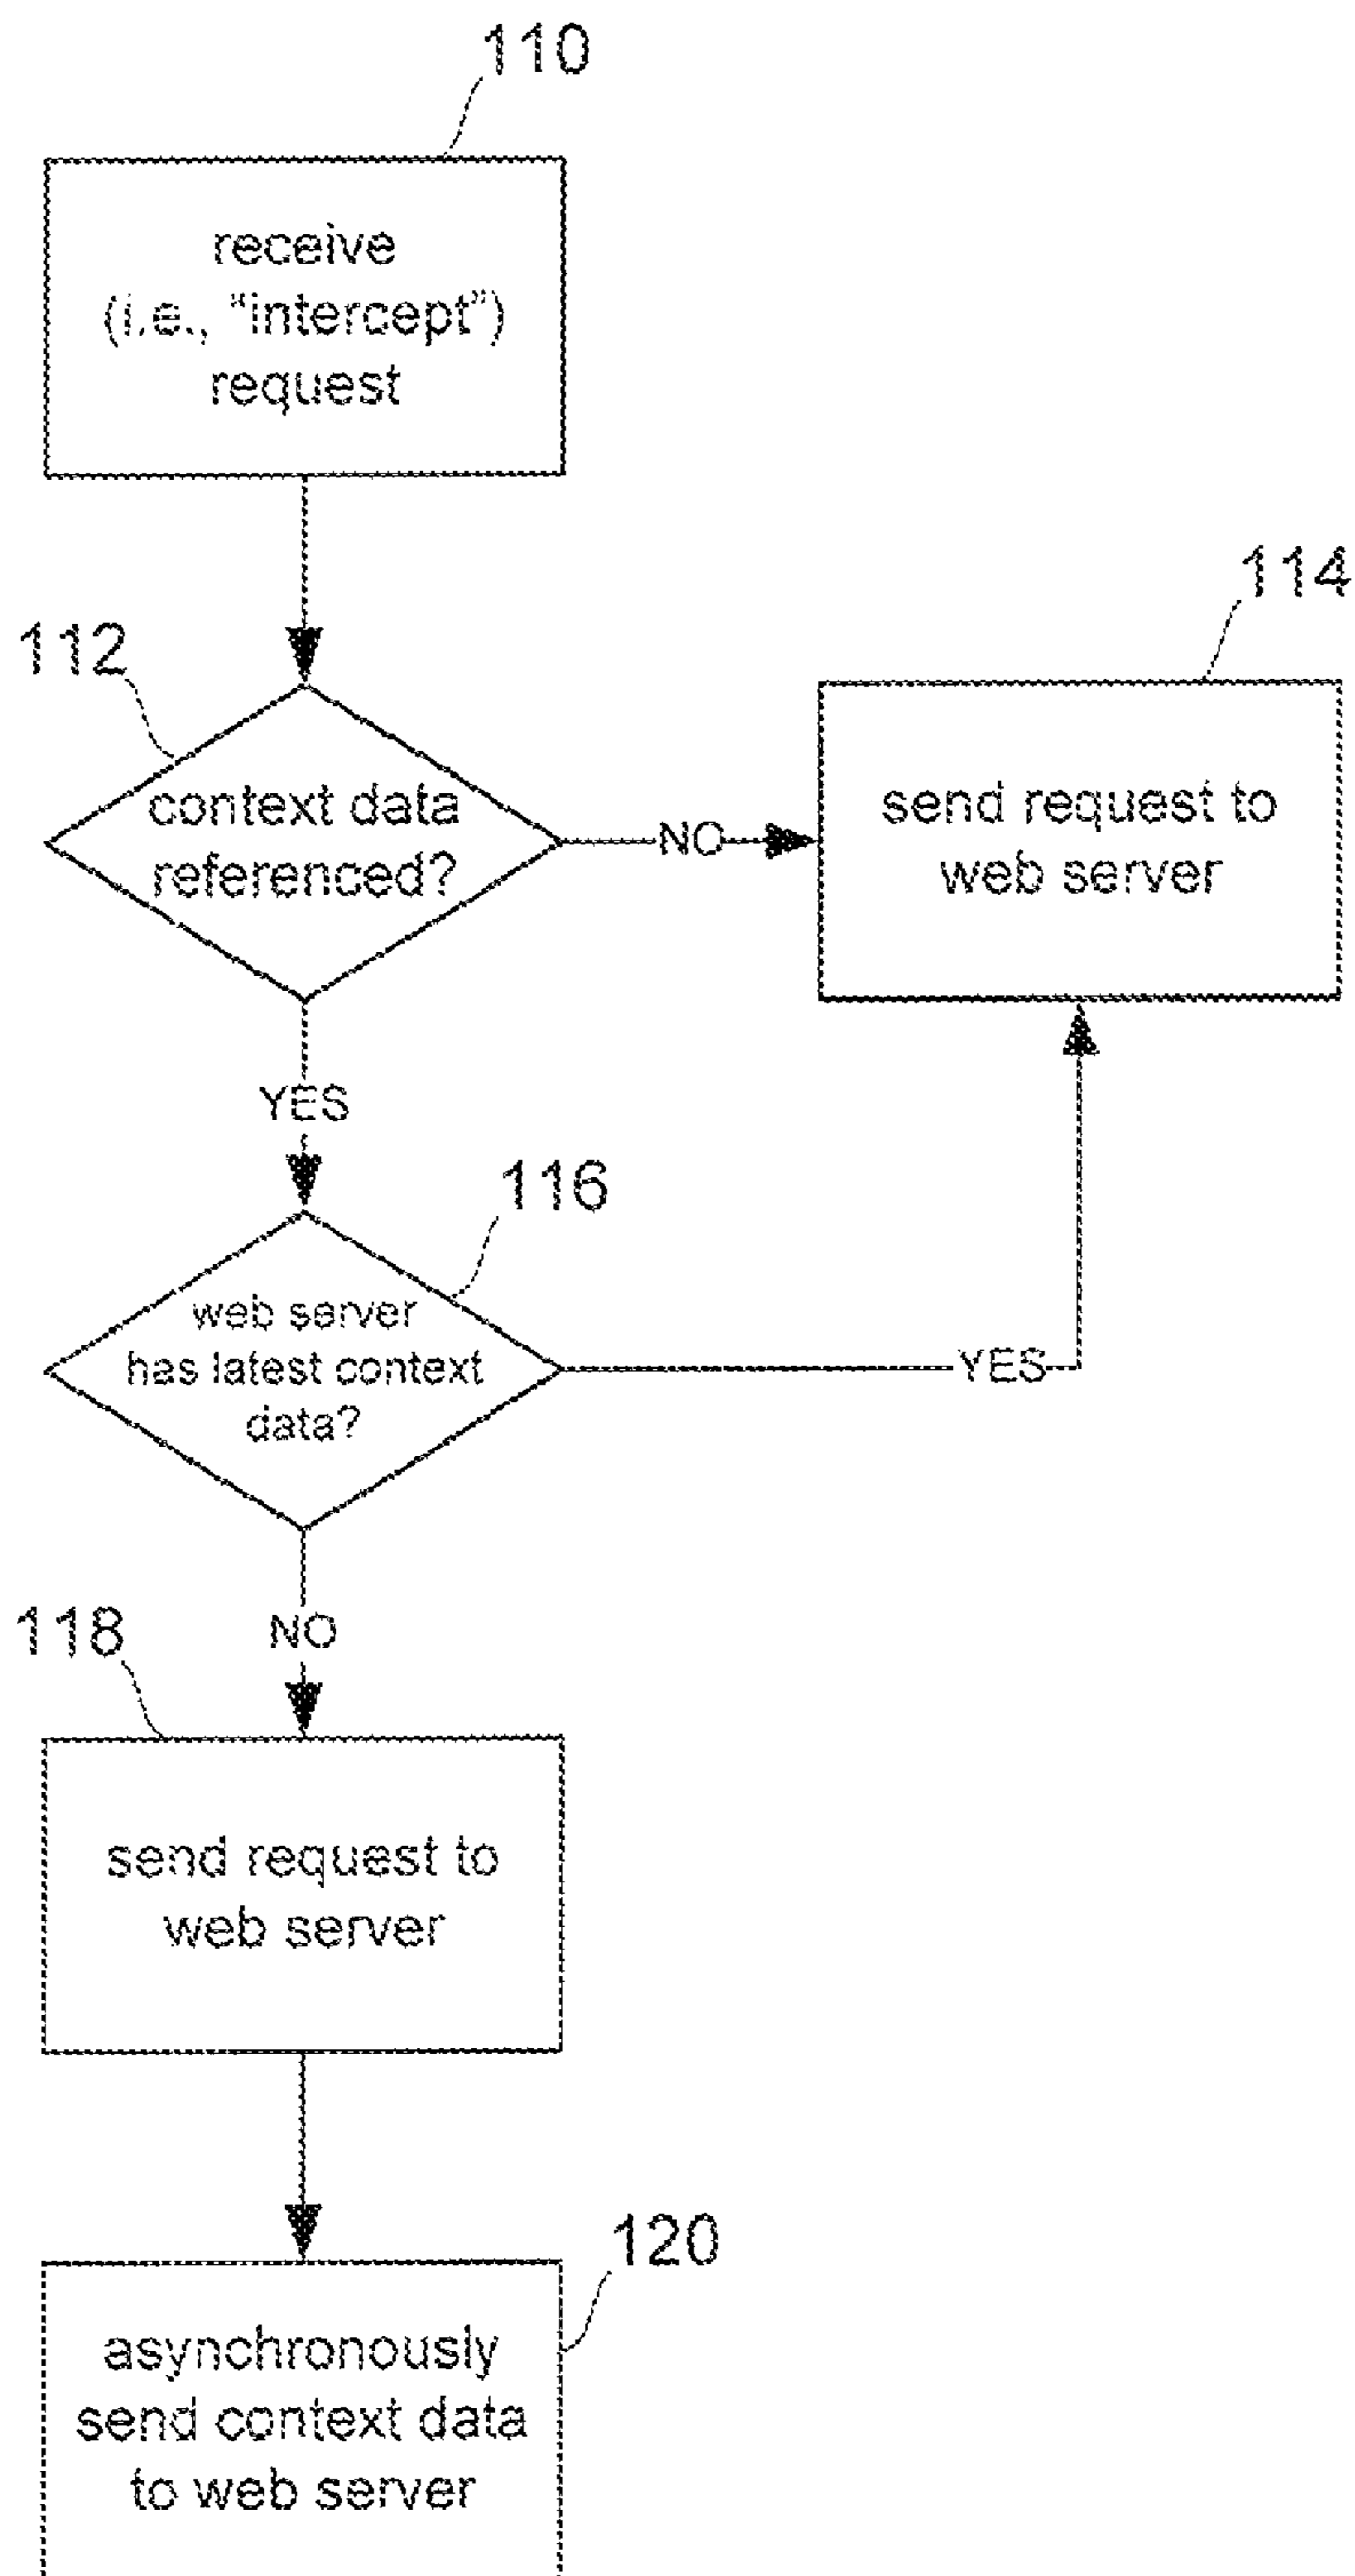 110
receive
(i.e., “intercept”)
request
112
context data
referenced?
NO
114
send request to
web server
YES
116
web server
has latest context
data?
YES
NO
118
send request to
web server
120
asynchronously
send context data
to web server